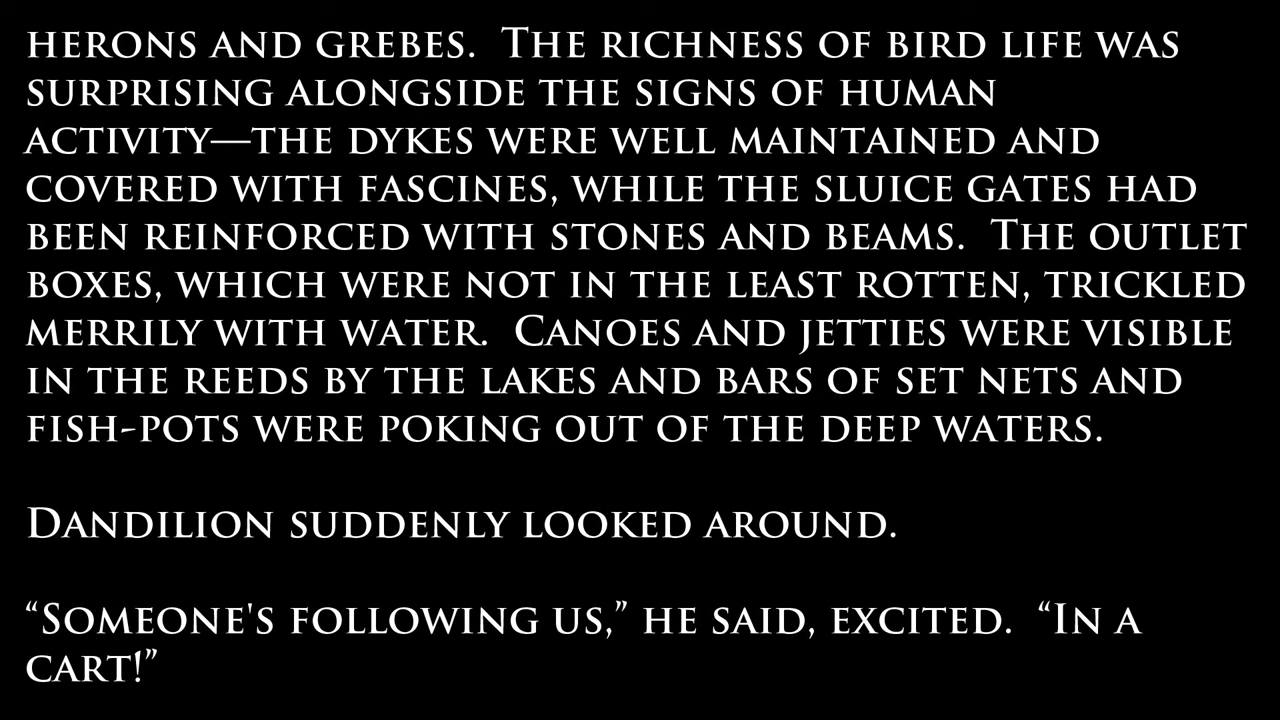 herons and grebes.  The richness of bird life was
surprising alongside the signs of human
activity—the dykes were well maintained and
covered with fascines, while the sluice gates had
been reinforced with stones and beams.  The outlet
boxes, which were not in the least rotten, trickled
merrily with water.  Canoes and jetties were visible
in the reeds by the lakes and bars of set nets and
fish-pots were poking out of the deep waters.
Dandilion suddenly looked around.
“Someone's following us,” he said, excited.  “In a
cart!”